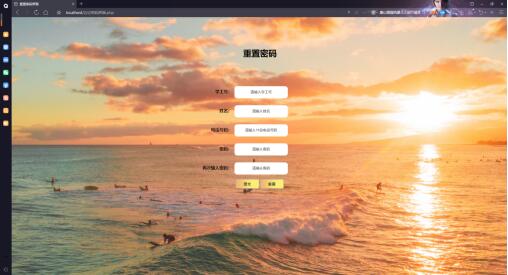 重置密码
学工号: 请输入学工号
姓名: 请输入姓名
电话号码: 请输入11位电话号码
密码: 请输入密码
再次输入密码: 请输入密码
提交 重置